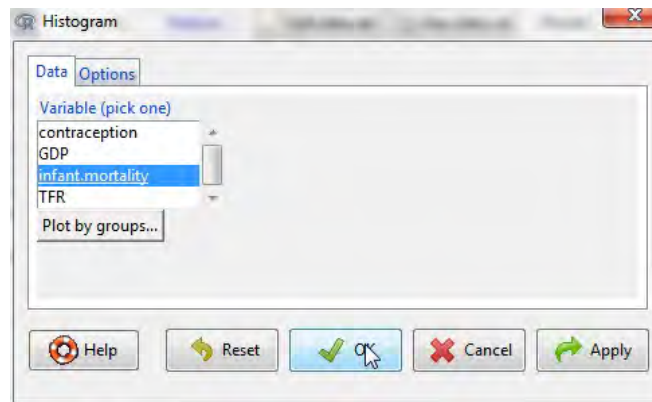 Histogram
Data Options
Variable (pick one)
contraception
GDP
infant.mortality
TFR
Plot by groups...
Help Reset OK Cancel Apply